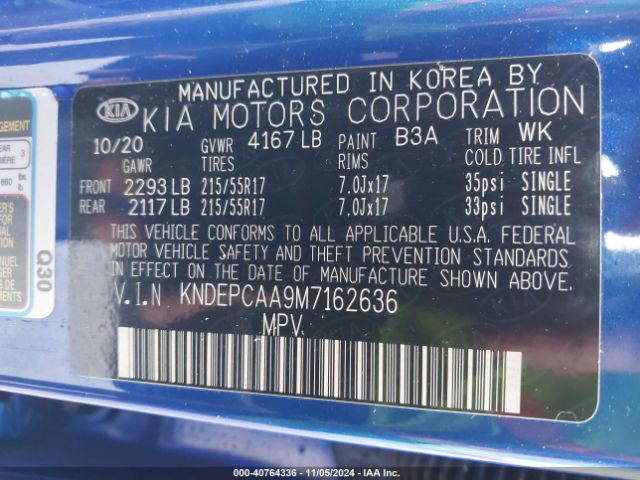 MANUFACTURED IN KOREA BY
KIA KIA MOTORS CORPORATION
10/20 GVWR 4167 LB PAINT B3A TRIM WK
GAWR TIRES RIMS COLD TIRE INFL
FRONT 2293 LB 215/55R17 7.0Jx17 35psi SINGLE
REAR 2117 LB 215/55R17 7.0Jx17 33psi SINGLE
THIS VEHICLE CONFORMS TO ALL APPLICABLE U.S.A. FEDERAL
MOTOR VEHICLE SAFETY AND THEFT PREVENTION STANDARDS
IN EFFECT ON THE DATE OF MANUFACTURE SHOWN ABOVE.
V.I.N KNDEPCAA9M7162636
MPV
Q30
000-40764336 - 11/05/2024 - IAAI.COM